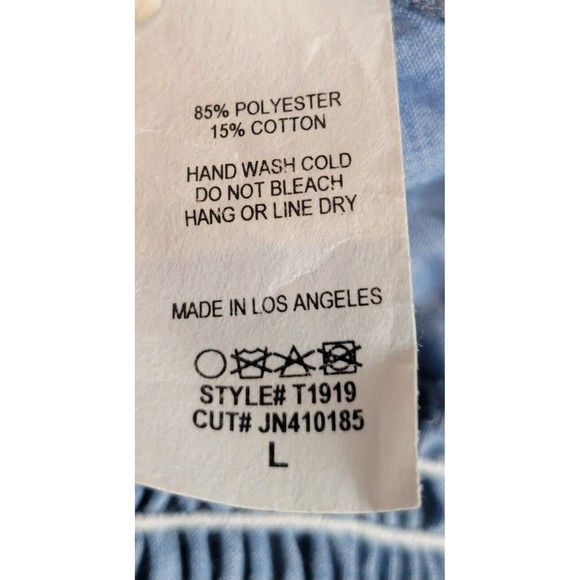 85% POLYESTER
15% COTTON
HAND WASH COLD
DO NOT BLEACH
HANG OR LINE DRY
MADE IN LOS ANGELES
STYLE# T1919
CUT# JN410185
L